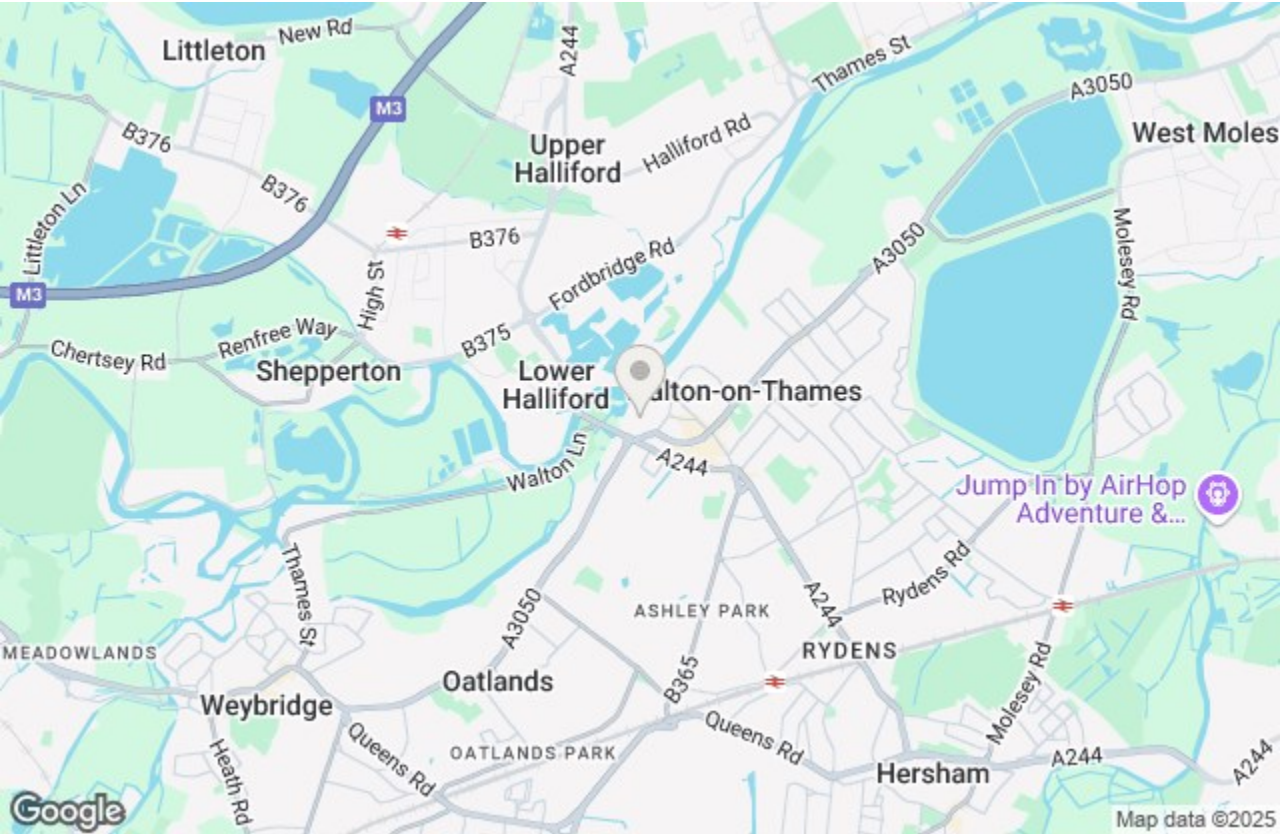 New Rd
Littleton
A244
Thames St
A3050
M3
B376
Upper
Halliford
Halliford Rd
West Moles
B376
Littleton Ln
B376
Molesey Rd
A3050
Fordbridge Rd
High St
M3
Renfree Way
B375
Chertsey Rd
Shepperton
Lower
Halliford
alton-on-Thames
Walton Ln
A244
Jump In by AirHop
Adventure &...
Thames St
A3050
Rydens Rd
A244
ASHLEY PARK
MEADOWLANDS
RYDENS
Oatlands
B365
Molesey Rd
Weybridge
Queens Rd
Queens Rd
OATLANDS PARK
Heath Rd
Hersham
A244
A244
Google
Map data ©2025